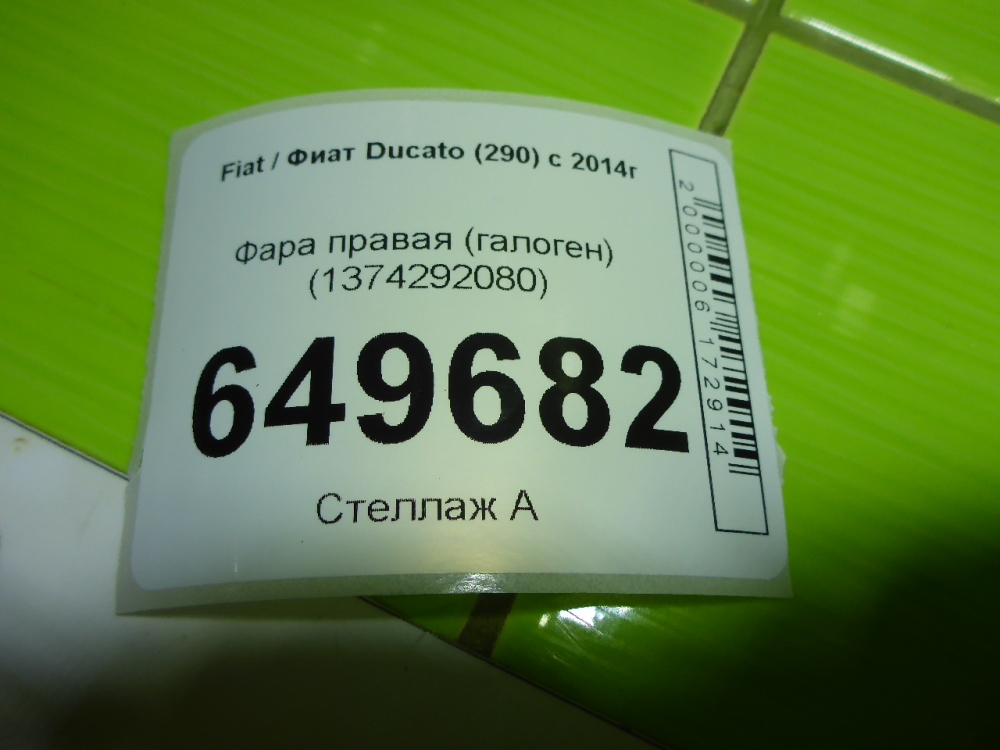 Fiat / Фиат Ducato (290) с 2014г
Фара правая (галоген)
(1374292080)
649682
Стеллаж А
2000006172914